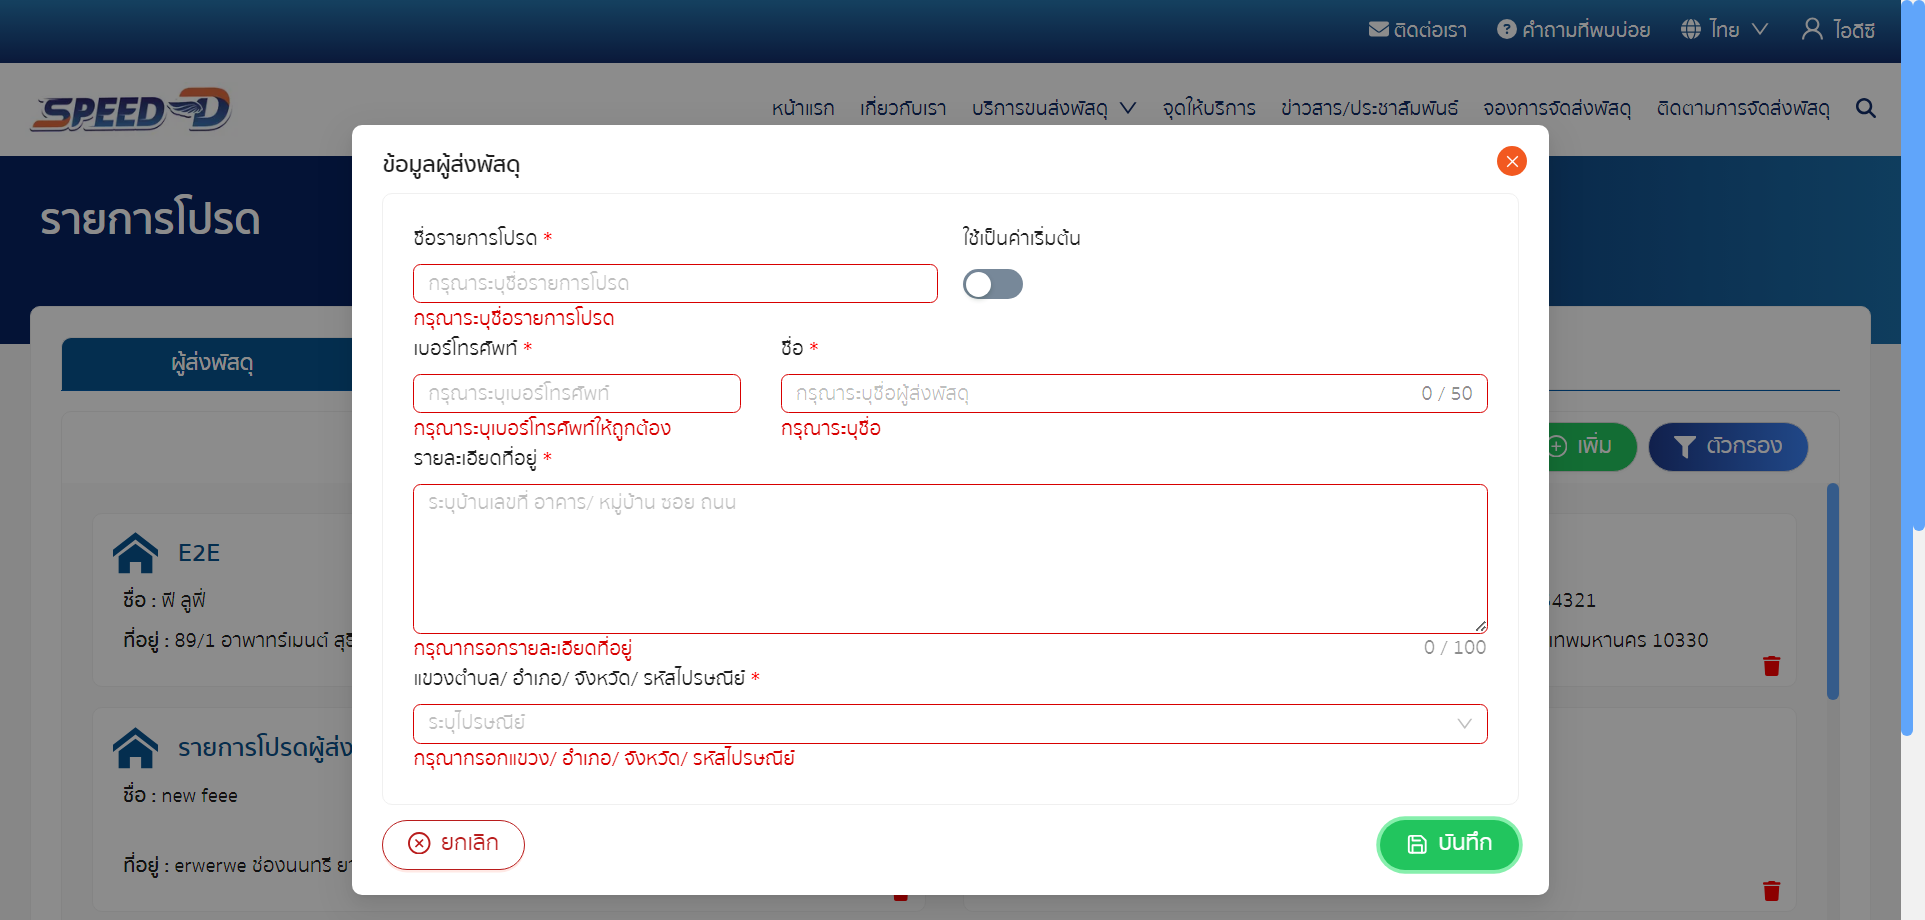 ติดต่อเรา คำถามที่พบบ่อย ไทย ไอดีซี
SPEED-D
หน้าแรก เกี่ยวกับเรา บริการขนส่งพัสดุ จุดให้บริการ ข่าวสาร/ประชาสัมพันธ์ จองการจัดส่งพัสดุ ติดตามการจัดส่งพัสดุ
รายการโปรด
ผู้ส่งพัสดุ
เพิ่ม ตัวกรอง
ข้อมูลผู้ส่งพัสดุ
ชื่อรายการโปรด * ใช้เป็นค่าเริ่มต้น
กรุณาระบุชื่อรายการโปรด
กรุณาระบุชื่อรายการโปรด
เบอร์โทรศัพท์ * ชื่อ *
กรุณาระบุเบอร์โทรศัพท์ กรุณาระบุชื่อผู้ส่งพัสดุ 0 / 50
กรุณาระบุเบอร์โทรศัพท์ให้ถูกต้อง กรุณาระบุชื่อ
รายละเอียดที่อยู่ *
ระบุบ้านเลขที่ อาคาร/ หมู่บ้าน ซอย ถนน
กรุณากรอกรายละเอียดที่อยู่ 0 / 100
แขวงตำบล/ อำเภอ/ จังหวัด/ รหัสไปรษณีย์ *
ระบุไปรษณีย์
กรุณากรอกแขวง/ อำเภอ/ จังหวัด/ รหัสไปรษณีย์
ยกเลิก บันทึก
E2E
ชื่อ : ฟี ลูฟี่
4321
ที่อยู่ : 89/1 อาพาทร์เมนต์
10330
รายการโปรดผู้ส่ง
ชื่อ : new feee
ที่อยู่ : erwerwe ช่องนนทรี